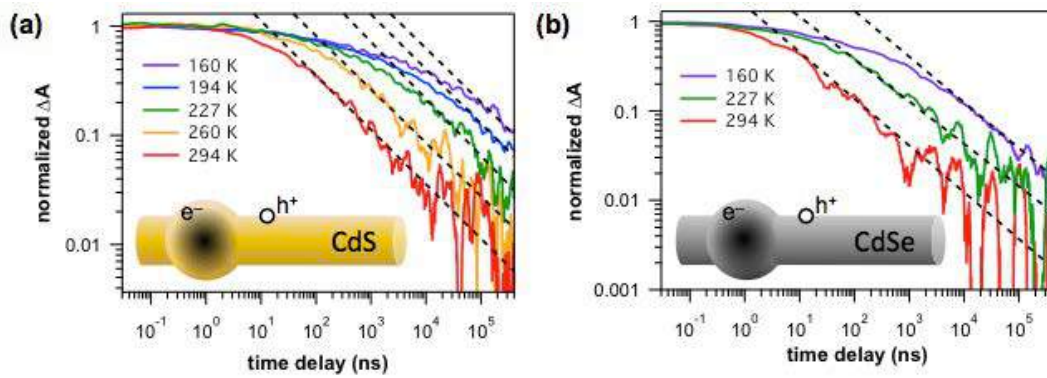 (a)
normalized ΔA
1
0.1
0.01
160 K
194 K
227 K
260 K
294 K
e⁻
h⁺
CdS
10⁻¹ 10⁰ 10¹ 10² 10³ 10⁴ 10⁵
time delay (ns)
(b)
normalized ΔA
1
0.1
0.01
0.001
160 K
227 K
294 K
e⁻
h⁺
CdSe
10⁻¹ 10⁰ 10¹ 10² 10³ 10⁴ 10⁵
time delay (ns)